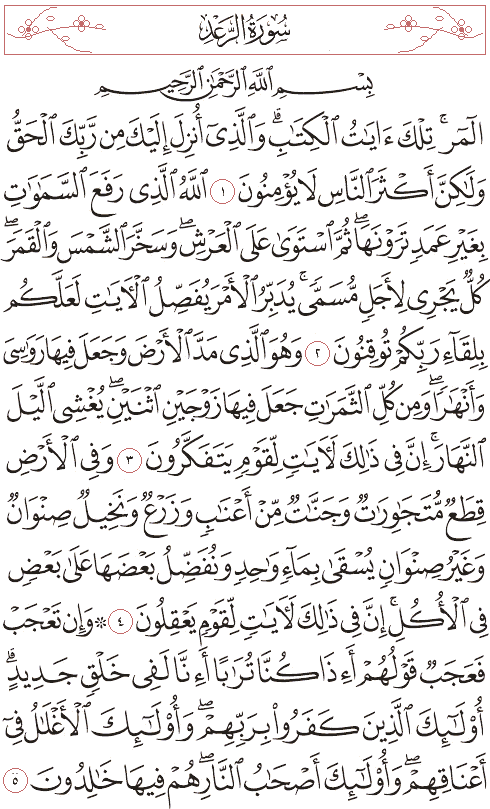 سُورَةُ الرَّعۡدِ
بِسۡمِ ٱللَّهِ ٱلرَّحۡمَٰنِ ٱلرَّحِيمِ
الٓمٓرۚ تِلۡكَ ءَايَٰتُ ٱلۡكِتَٰبِۗ وَٱلَّذِيٓ أُنزِلَ إِلَيۡكَ مِن رَّبِّكَ ٱلۡحَقُّ
وَلَٰكِنَّ أَكۡثَرَ ٱلنَّاسِ لَا يُؤۡمِنُونَ ١ ٱللَّهُ ٱلَّذِي رَفَعَ ٱلسَّمَٰوَٰتِ
بِغَيۡرِ عَمَدٖ تَرَوۡنَهَاۖ ثُمَّ ٱسۡتَوَىٰ عَلَى ٱلۡعَرۡشِۖ وَسَخَّرَ ٱلشَّمۡسَ وَٱلۡقَمَرَۖ
كُلّٞ يَجۡرِي لِأَجَلٖ مُّسَمّٗىۚ يُدَبِّرُ ٱلۡأَمۡرَ يُفَصِّلُ ٱلۡأٓيَٰتِ لَعَلَّكُم
بِلِقَآءِ رَبِّكُمۡ تُوقِنُونَ ٢ وَهُوَ ٱلَّذِي مَدَّ ٱلۡأَرۡضَ وَجَعَلَ فِيهَا رَوَٰسِيَ
وَأَنۡهَٰرٗاۖ وَمِن كُلِّ ٱلثَّمَرَٰتِ جَعَلَ فِيهَا زَوۡجَيۡنِ ٱثۡنَيۡنِۖ يُغۡشِي ٱلَّيۡلَ
ٱلنَّهَارَۚ إِنَّ فِي ذَٰلِكَ لَأٓيَٰتٖ لِّقَوۡمٖ يَتَفَكَّرُونَ ٣ وَفِي ٱلۡأَرۡضِ
قِطَعٞ مُّتَجَٰوِرَٰتٞ وَجَنَّٰتٞ مِّنۡ أَعۡنَٰبٖ وَزَرۡعٞ وَنَخِيلٞ صِنۡوَانٞ
وَغَيۡرُ صِنۡوَانٖ يُسۡقَىٰ بِمَآءٖ وَٰحِدٖ وَنُفَضِّلُ بَعۡضَهَا عَلَىٰ بَعۡضٖ
فِي ٱلۡأُكُلِۚ إِنَّ فِي ذَٰلِكَ لَأٓيَٰتٖ لِّقَوۡمٖ يَعۡقِلُونَ ٤ ۞ وَإِن تَعۡجَبۡ
فَعَجَبٞ قَوۡلُهُمۡ أَءِذَا كُنَّا تُرَٰبًا أَءِنَّا لَفِي خَلۡقٖ جَدِيدٍۗ
أُوْلَٰٓئِكَ ٱلَّذِينَ كَفَرُواْ بِرَبِّهِمۡۖ وَأُوْلَٰٓئِكَ ٱلۡأَغۡلَٰلُ فِيٓ
أَعۡنَاقِهِمۡۖ وَأُوْلَٰٓئِكَ أَصۡحَٰبُ ٱلنَّارِۖ هُمۡ فِيهَا خَٰلِدُونَ ٥